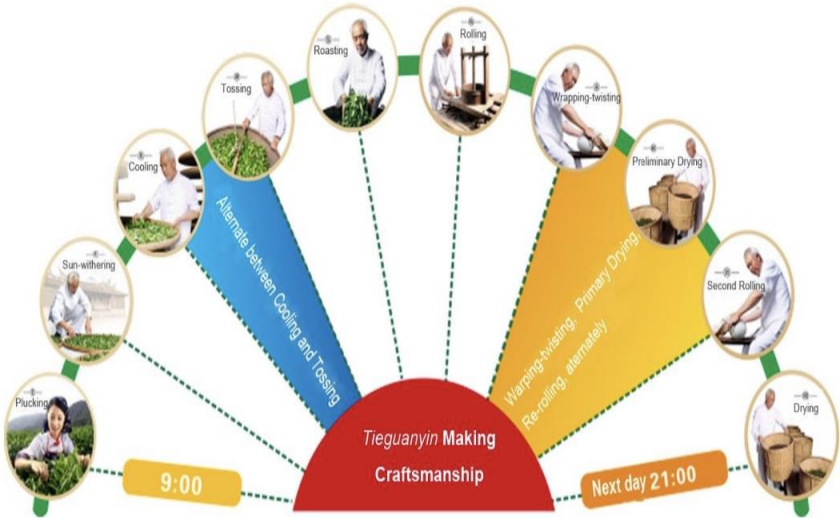 Plucking
Sun-withering
Cooling
Tossing
Roasting
Rolling
Wrapping-twisting
Preliminary Drying
Second Rolling
Drying
Alternate between Cooling and Tossing
Warping-twisting, Primary Drying,
Re-rolling, aternately
9:00
Tieguanyin Making
Craftsmanship
Next day 21:00